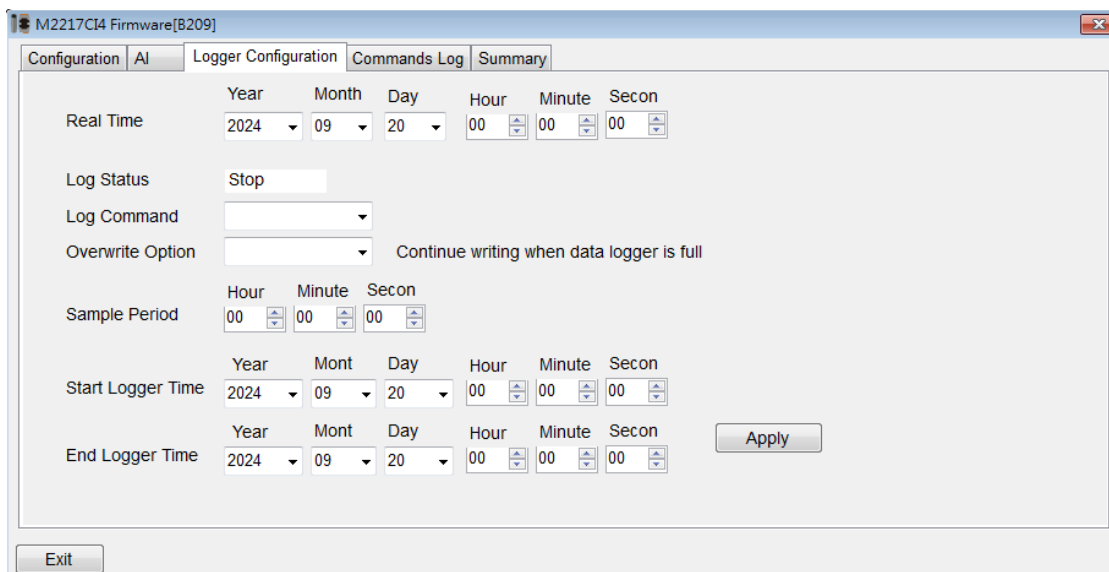 M2217CI4 Firmware[B209]
Configuration AI Logger Configuration Commands Log Summary
Year Month Day Hour Minute Secon
Real Time 2024 09 20 00 00 00
Log Status Stop
Log Command
Overwrite Option Continue writing when data logger is full
Hour Minute Secon
Sample Period 00 00 00
Year Mont Day Hour Minute Secon
Start Logger Time 2024 09 20 00 00 00
Year Mont Day Hour Minute Secon
End Logger Time 2024 09 20 00 00 00
Apply
Exit